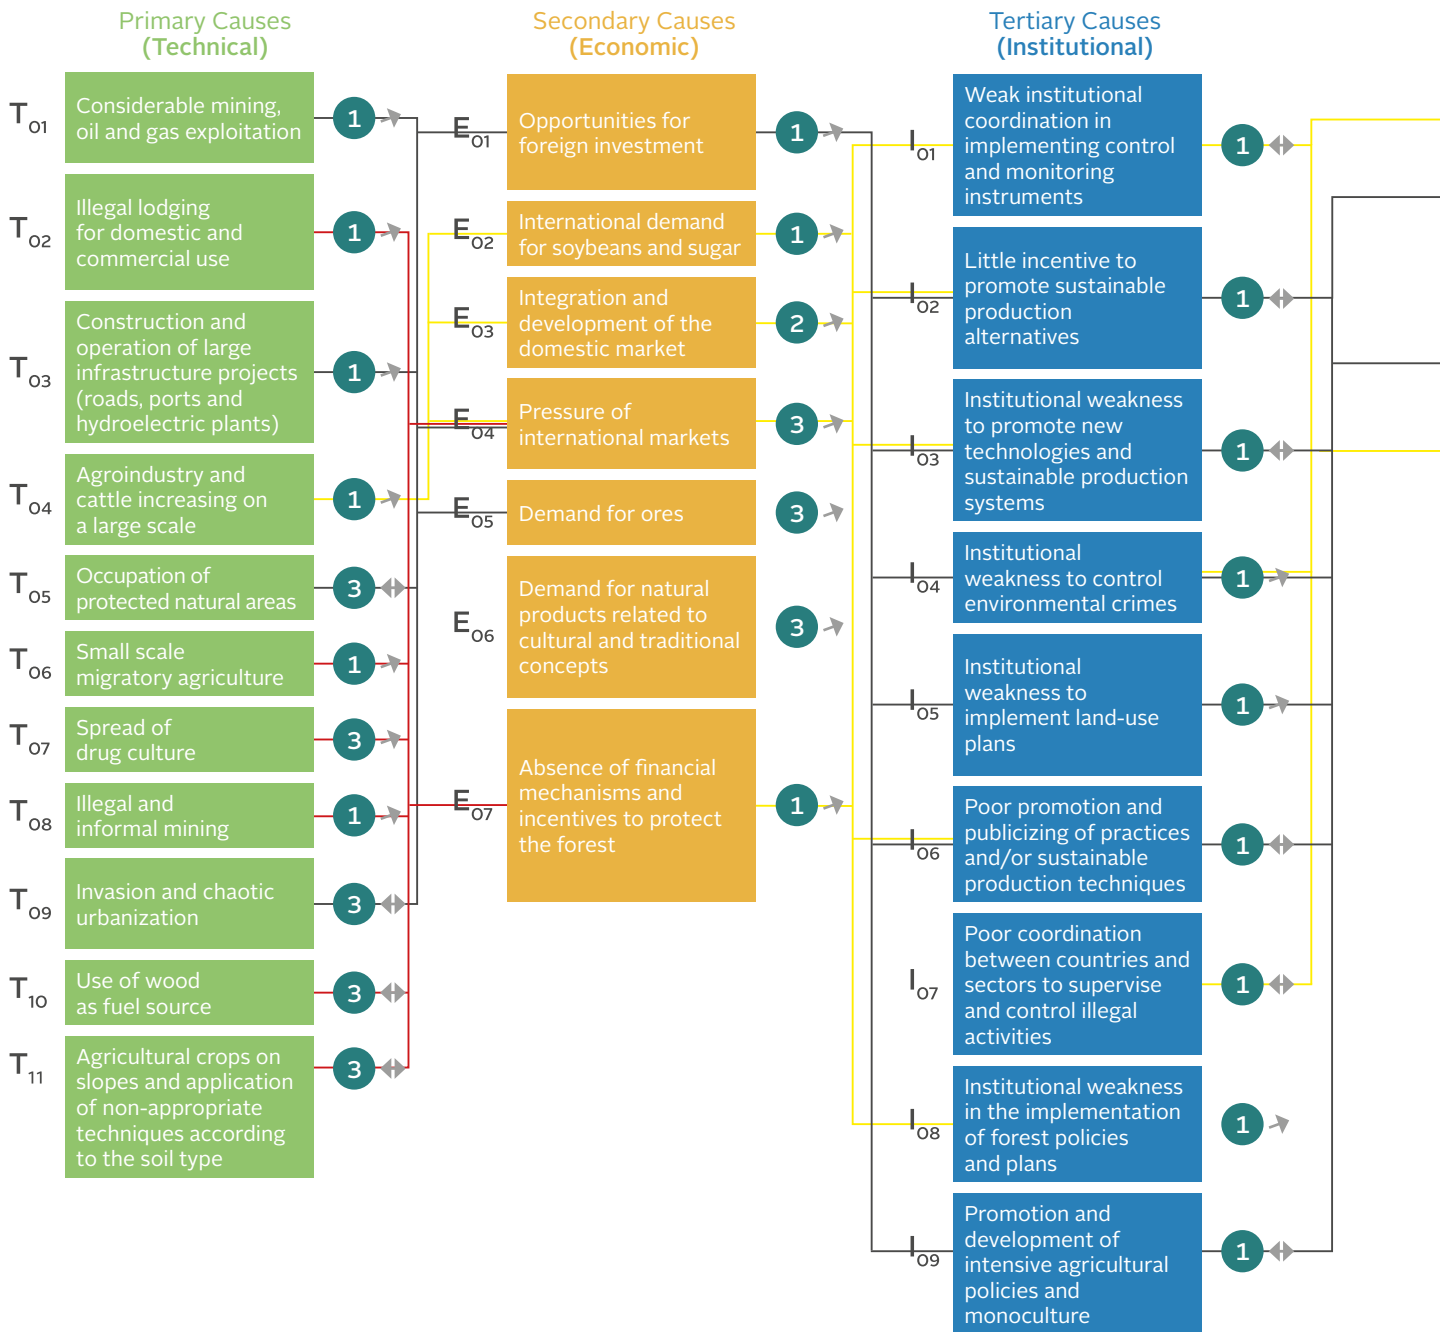 Primary Causes
(Technical)
T01
Considerable mining,
oil and gas exploitation
1
T02
Illegal lodging
for domestic and
commercial use
1
T03
Construction and
operation of large
infrastructure projects
(roads, ports and
hydroelectric plants)
1
T04
Agroindustry and
cattle increasing on
a large scale
1
T05
Occupation of
protected natural areas
3
T06
Small scale
migratory agriculture
1
T07
Spread of
drug culture
3
T08
Illegal and
informal mining
1
T09
Invasion and chaotic
urbanization
3
T10
Use of wood
as fuel source
3
T11
Agricultural crops on
slopes and application
of non-appropriate
techniques according
to the soil type
3
Secondary Causes
(Economic)
E01
Opportunities for
foreign investment
1
E02
International demand
for soybeans and sugar
1
E03
Integration and
development of the
domestic market
2
E04
Pressure of
international markets
3
E05
Demand for ores
3
E06
Demand for natural
products related to
cultural and traditional
concepts
3
E07
Absence of financial
mechanisms and
incentives to protect
the forest
1
Tertiary Causes
(Institutional)
I01
Weak institutional
coordination in
implementing control
and monitoring
instruments
1
I02
Little incentive to
promote sustainable
production
alternatives
1
I03
Institutional weakness
to promote new
technologies and
sustainable production
systems
1
I04
Institutional
weakness to control
environmental crimes
1
I05
Institutional
weakness to
implement land-use
plans
1
I06
Poor promotion and
publicizing of practices
and/or sustainable
production techniques
1
I07
Poor coordination
between countries and
sectors to supervise
and control illegal
activities
1
I08
Institutional weakness
in the implementation
of forest policies
and plans
1
I09
Promotion and
development of
intensive agricultural
policies and
monoculture
1